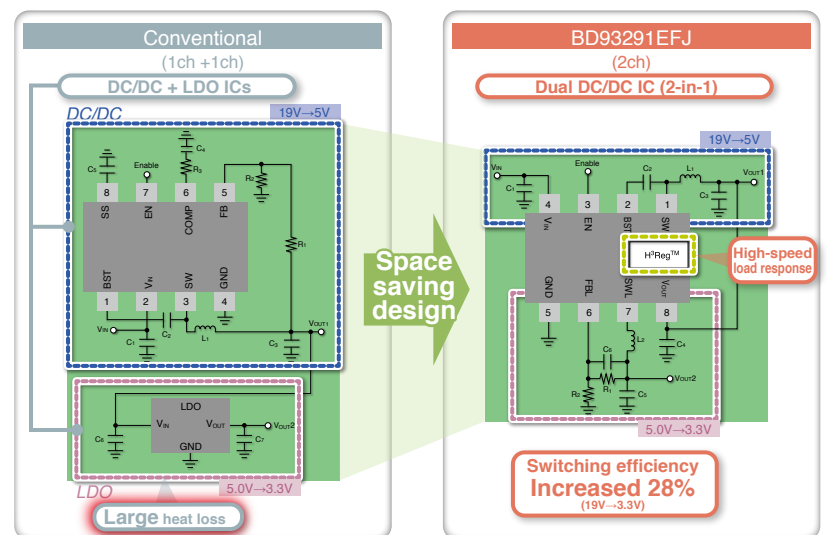 Conventional
(1ch +1ch)
DC/DC + LDO ICs
DC/DC
19V→5V
C5
Enable
C4
R3
R2
R1
8
7
6
5
SS
EN
COMP
FB
BST
VIN
SW
GND
1
2
3
4
VIN
C1
C2
L1
C3
VOUT1
LDO
VIN
VOUT
GND
C6
C7
VOUT2
LDO
5.0V→3.3V
Large heat loss
Space
saving
design
BD93291EFJ
(2ch)
Dual DC/DC IC (2-in-1)
19V→5V
VIN
C1
Enable
C2
L1
C3
VOUT1
4
3
2
1
VIN
EN
BST
SW
H3Reg™
High-speed
load response
GND
FBL
SWL
VOUT
5
6
7
8
L2
C4
C6
R1
R2
C5
VOUT2
5.0V→3.3V
Switching efficiency
Increased 28%
(19V→3.3V)